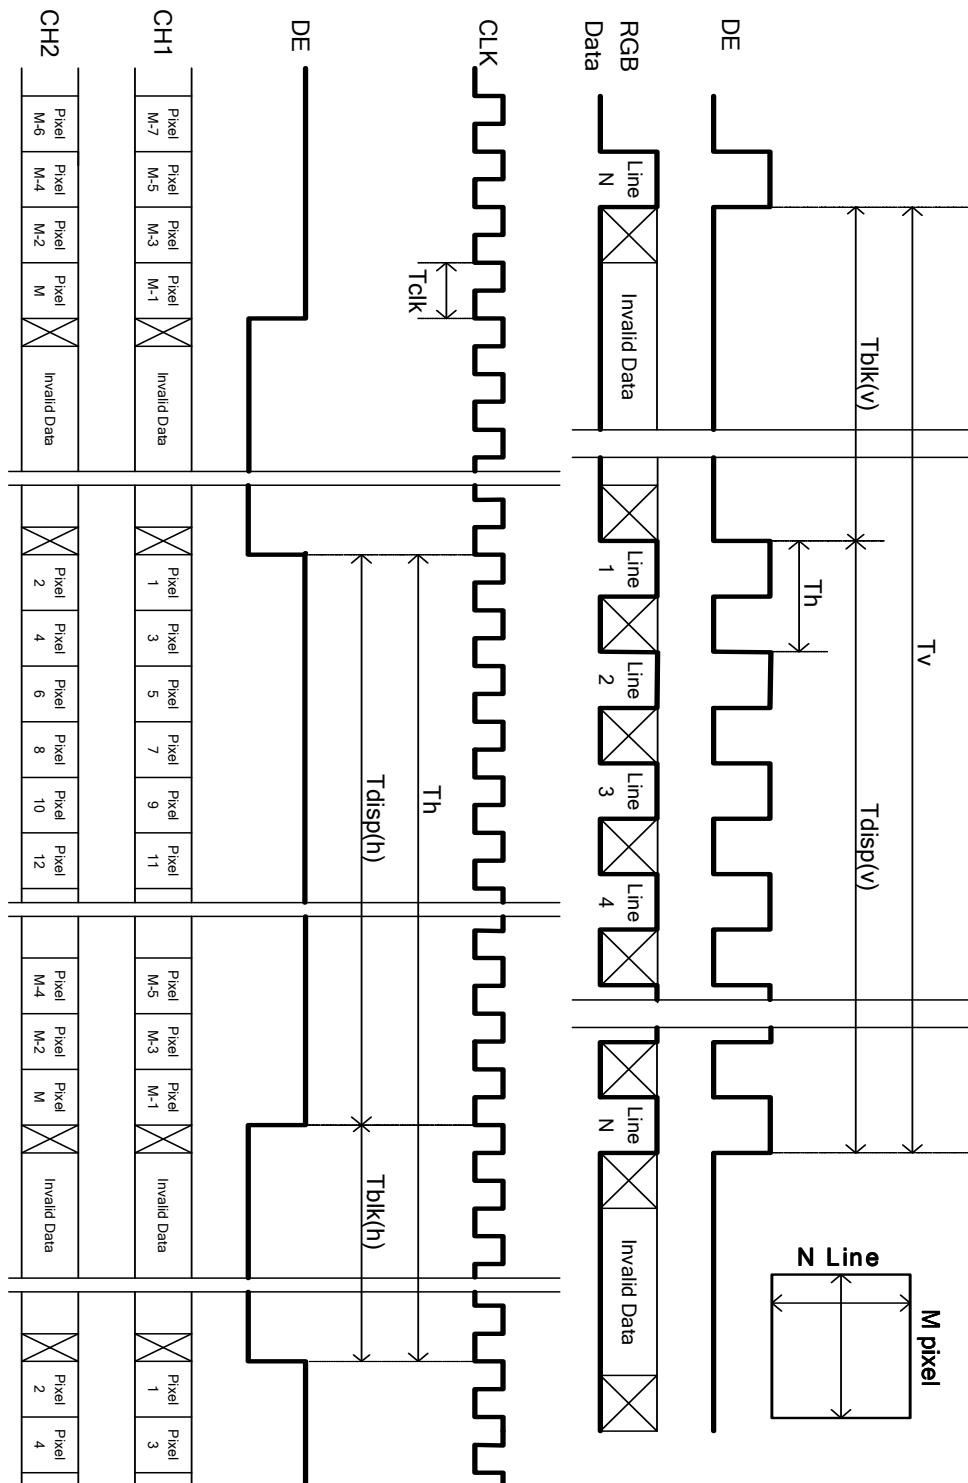 Tv
M pixel
Tblk(v) Tdisp(v)
N Line
Th
DE
RGB Line Invalid Data Line Line Line Line Line Invalid Data
Data N 1 2 3 4 N
CLK
Tclk
Th
Tdisp(h) Tblk(h)
DE
CH1 Pixel Pixel Pixel Pixel Invalid Data Pixel Pixel Pixel Pixel Pixel Pixel Pixel Pixel Pixel Invalid Data Pixel Pixel
M-7 M-5 M-3 M-1 1 3 5 7 9 11 M-5 M-3 M-1 1 3
CH2 Pixel Pixel Pixel Pixel Invalid Data Pixel Pixel Pixel Pixel Pixel Pixel Pixel Pixel Pixel Invalid Data Pixel Pixel
M-6 M-4 M-2 M 2 4 6 8 10 12 M-4 M-2 M 2 4